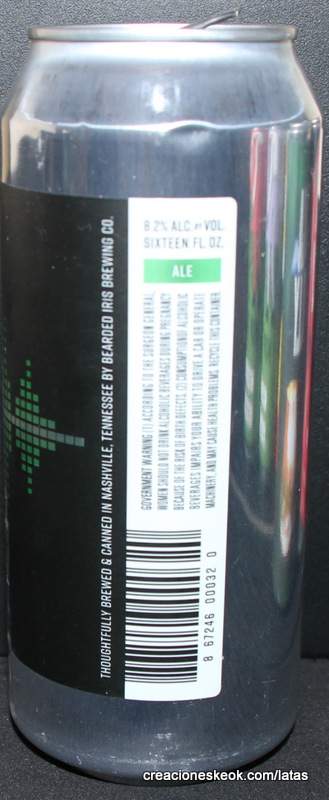 6.2% ALC. BY VOL.
SIXTEEN FL. OZ.
ALE
GOVERNMENT WARNING: (1) ACCORDING TO THE SURGEON GENERAL,
WOMEN SHOULD NOT DRINK ALCOHOLIC BEVERAGES DURING PREGNANCY
BECAUSE OF THE RISK OF BIRTH DEFECTS. (2) CONSUMPTION OF ALCOHOLIC
BEVERAGES IMPAIRS YOUR ABILITY TO DRIVE A CAR OR OPERATE
MACHINERY, AND MAY CAUSE HEALTH PROBLEMS. RECYCLE THIS CONTAINER.
8 67246 00032 0
THOUGHTFULLY BREWED & CANNED IN NASHVILLE, TENNESSEE BY BEARDED IRIS BREWING CO.
creacioneskeok.com/latas